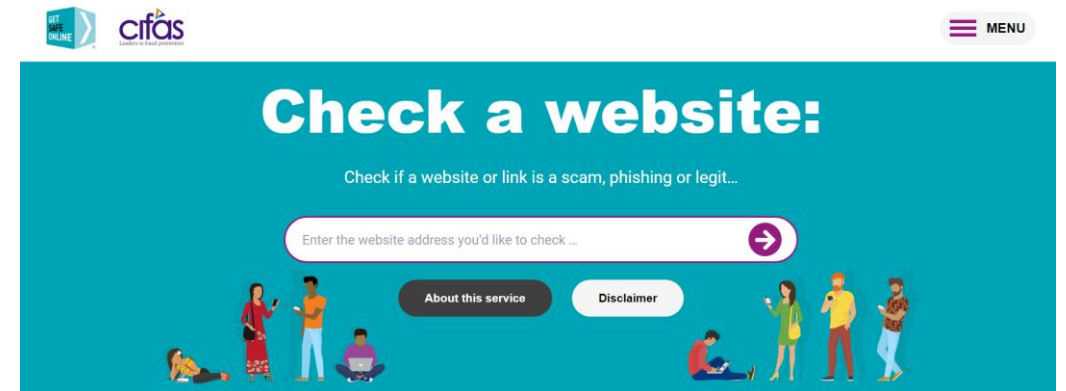 GET
SAFE
ONLINE
cifas
Leaders in fraud prevention
MENU
Check a website:
Check if a website or link is a scam, phishing or legit...
Enter the website address you'd like to check ...
About this service
Disclaimer